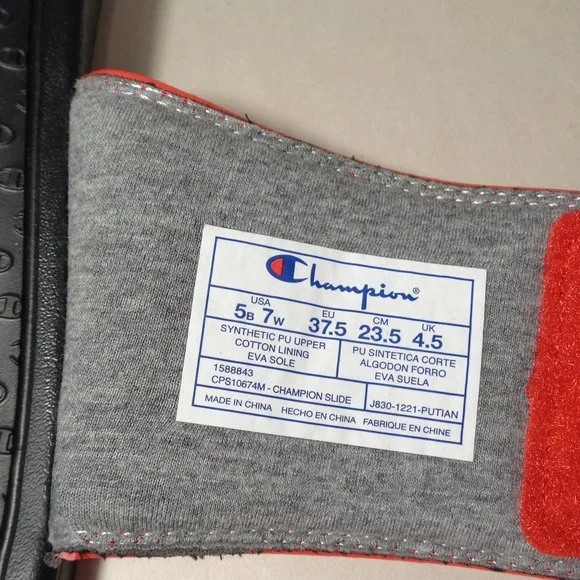 Champion®
USA EU CM UK
5B 7W 37.5 23.5 4.5
SYNTHETIC PU UPPER
COTTON LINING
EVA SOLE
PU SINTETICA CORTE
ALGODON FORRO
EVA SUELA
1588843
CPS10674M - CHAMPION SLIDE
J830-1221-PUTIAN
MADE IN CHINA HECHO EN CHINA FABRIQUE EN CHINE